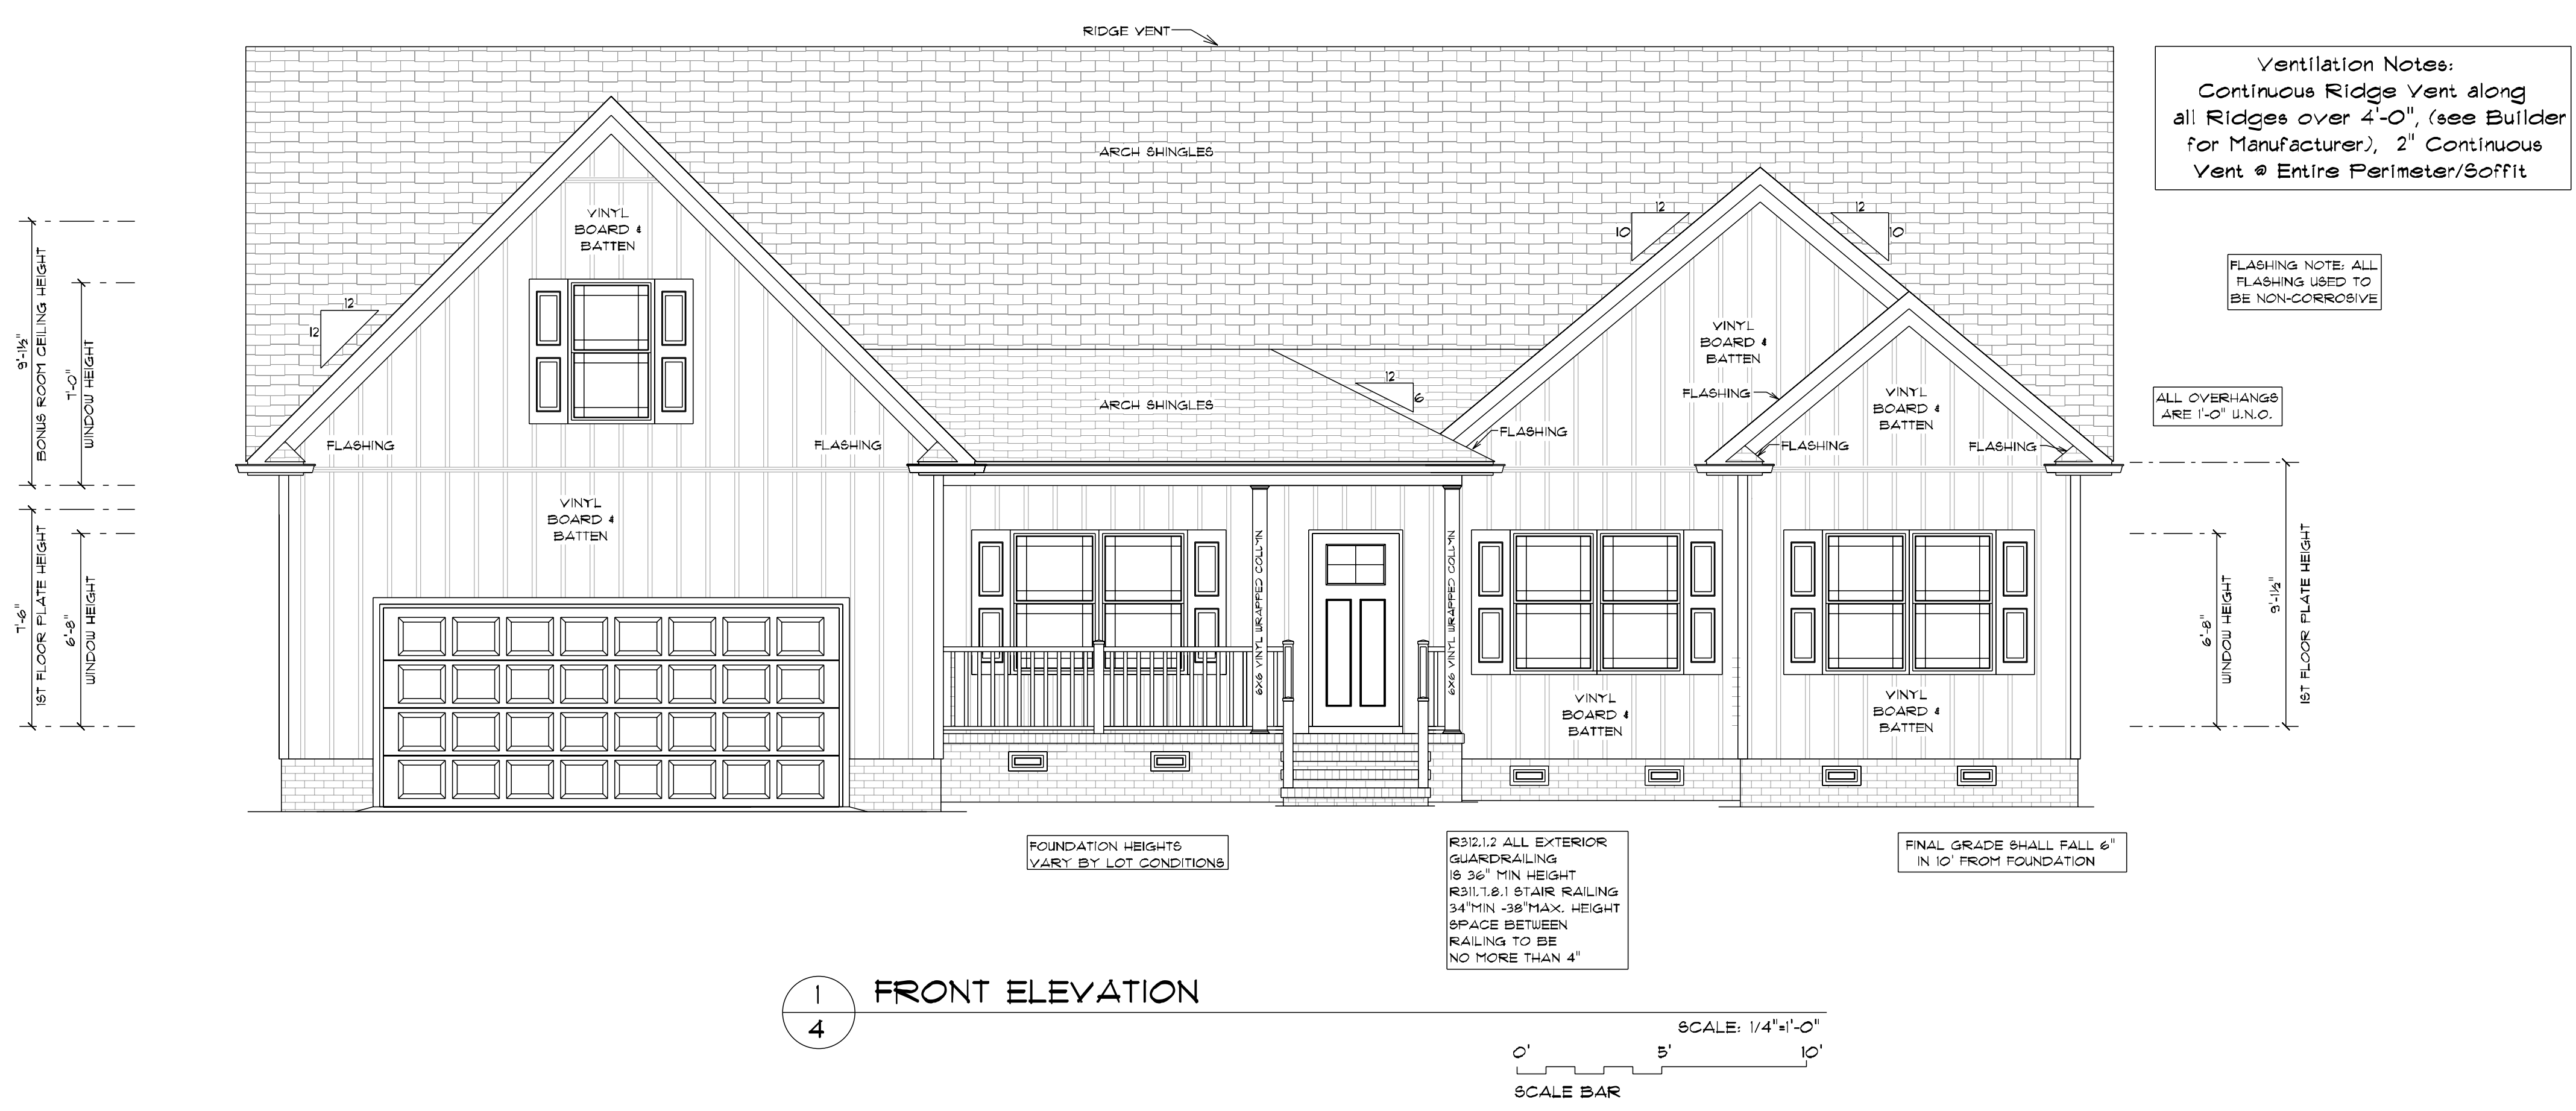 RIDGE VENT
Ventilation Notes:
Continuous Ridge Vent along
all Ridges over 4'-0", (see Builder
for Manufacturer), 2" Continuous
Vent @ Entire Perimeter/Soffit
ARCH SHINGLES
VINYL
BOARD &
BATTEN
12
10
12
10
FLASHING NOTE: ALL
FLASHING USED TO
BE NON-CORROSIVE
9'-1½"
BONUS ROOM CEILING HEIGHT
7'-0"
WINDOW HEIGHT
12
12
VINYL
BOARD &
BATTEN
12
6
ARCH SHINGLES
FLASHING
VINYL
BOARD &
BATTEN
ALL OVERHANGS
ARE 1'-0" U.N.O.
FLASHING
FLASHING
FLASHING
FLASHING
FLASHING
VINYL
BOARD &
BATTEN
7'-6"
1ST FLOOR PLATE HEIGHT
6'-8"
WINDOW HEIGHT
6X6 VINYL WRAPPED COLUMN
6X6 VINYL WRAPPED COLUMN
6'-8"
WINDOW HEIGHT
9'-1½"
1ST FLOOR PLATE HEIGHT
VINYL
BOARD &
BATTEN
VINYL
BOARD &
BATTEN
FOUNDATION HEIGHTS
VARY BY LOT CONDITIONS
R312.1.2 ALL EXTERIOR
GUARDRAILING
IS 36" MIN HEIGHT
R311.7.8.1 STAIR RAILING
34"MIN -38"MAX. HEIGHT
SPACE BETWEEN
RAILING TO BE
NO MORE THAN 4"
FINAL GRADE SHALL FALL 6"
IN 10' FROM FOUNDATION
1
4
FRONT ELEVATION
SCALE: 1/4"=1'-0"
0' 5' 10'
SCALE BAR